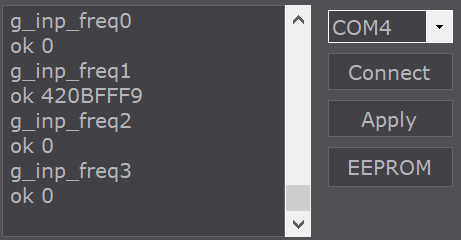 g_inp_freq0
ok 0
g_inp_freq1
ok 420BFFF9
g_inp_freq2
ok 0
g_inp_freq3
ok 0
COM4
Connect
Apply
EEPROM